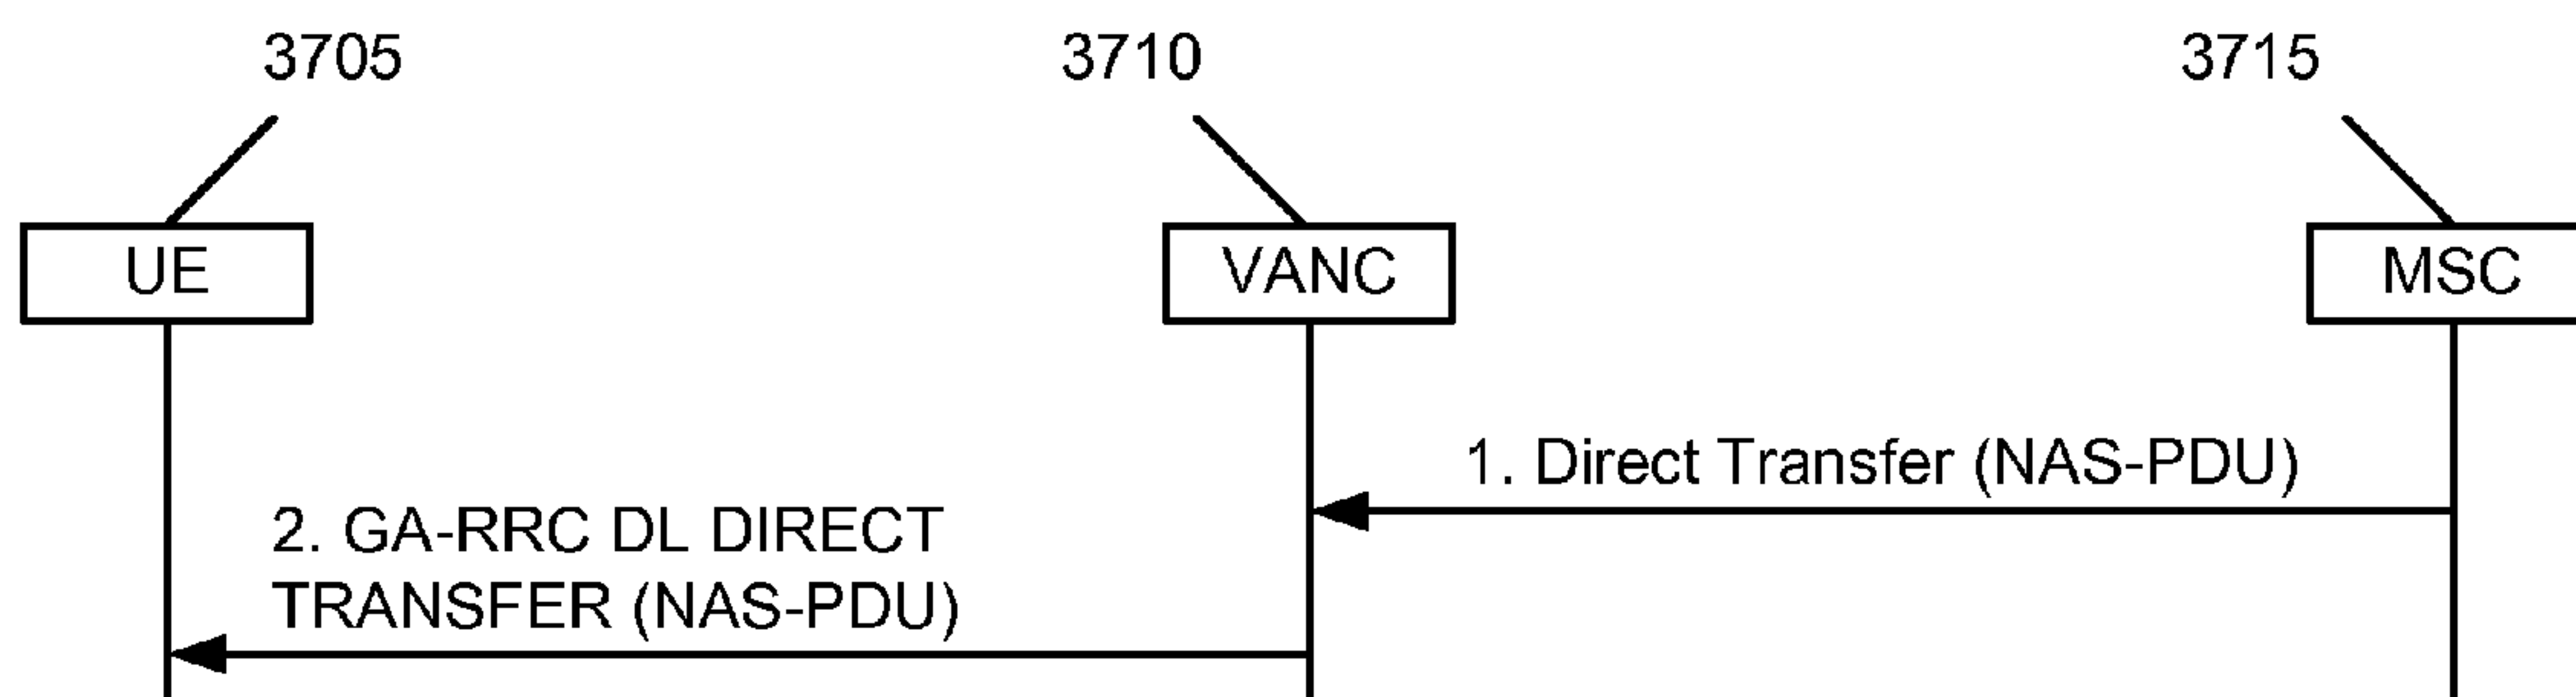 3705
3710
3715
UE
VANC
MSC
1. Direct Transfer (NAS-PDU)
2. GA-RRC DL DIRECT
TRANSFER (NAS-PDU)